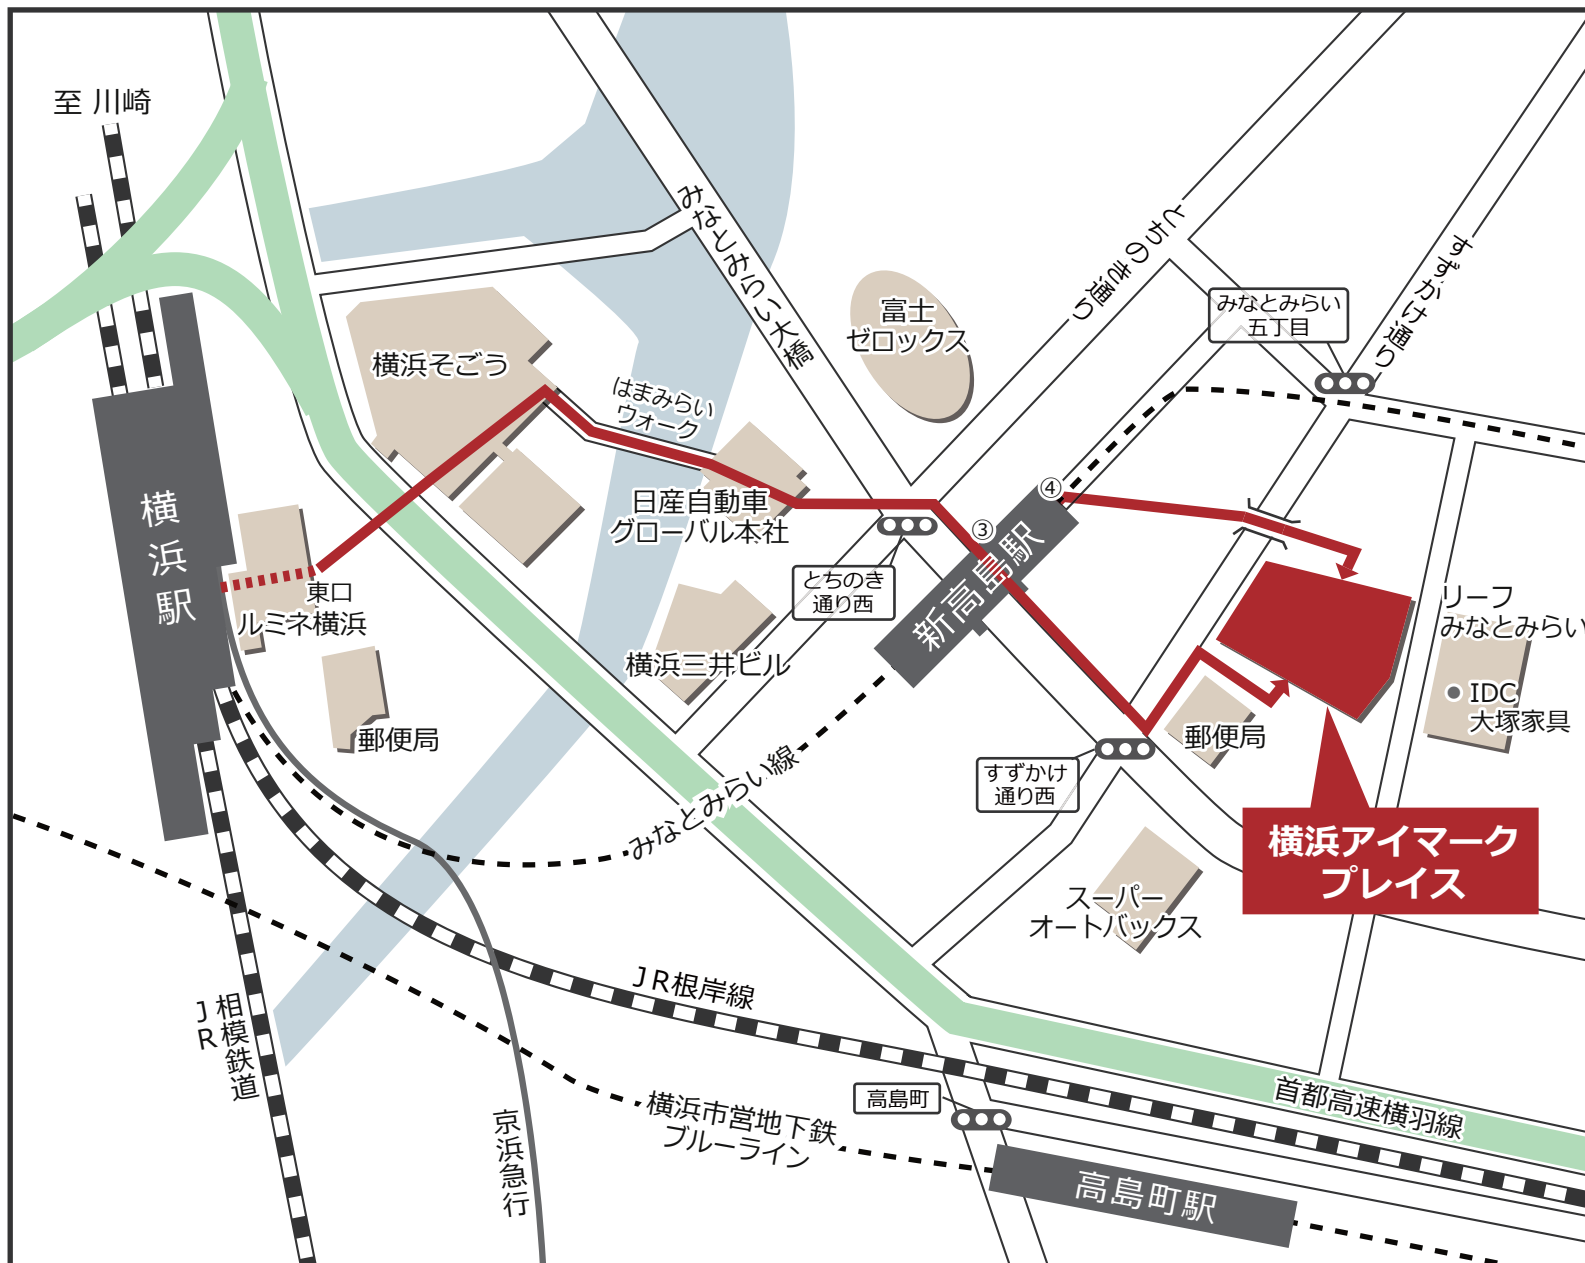 至 川崎
みなとみらい大橋
とちのき通り
すずかけ通り
みなとみらい
五丁目
富士
ゼロックス
横浜そごう
はまみらい
ウォーク
日産自動車
グローバル本社
④
③
とちのき
通り西
新高島駅
横浜駅
東口
ルミネ横浜
横浜三井ビル
郵便局
リーフ
みなとみらい
IDC
大塚家具
郵便局
すずかけ
通り西
みなとみらい線
横浜アイマーク
プレイス
スーパー
オートバックス
JR根岸線
相模鉄道
JR
京浜急行
横浜市営地下鉄
ブルーライン
高島町
首都高速横羽線
高島町駅